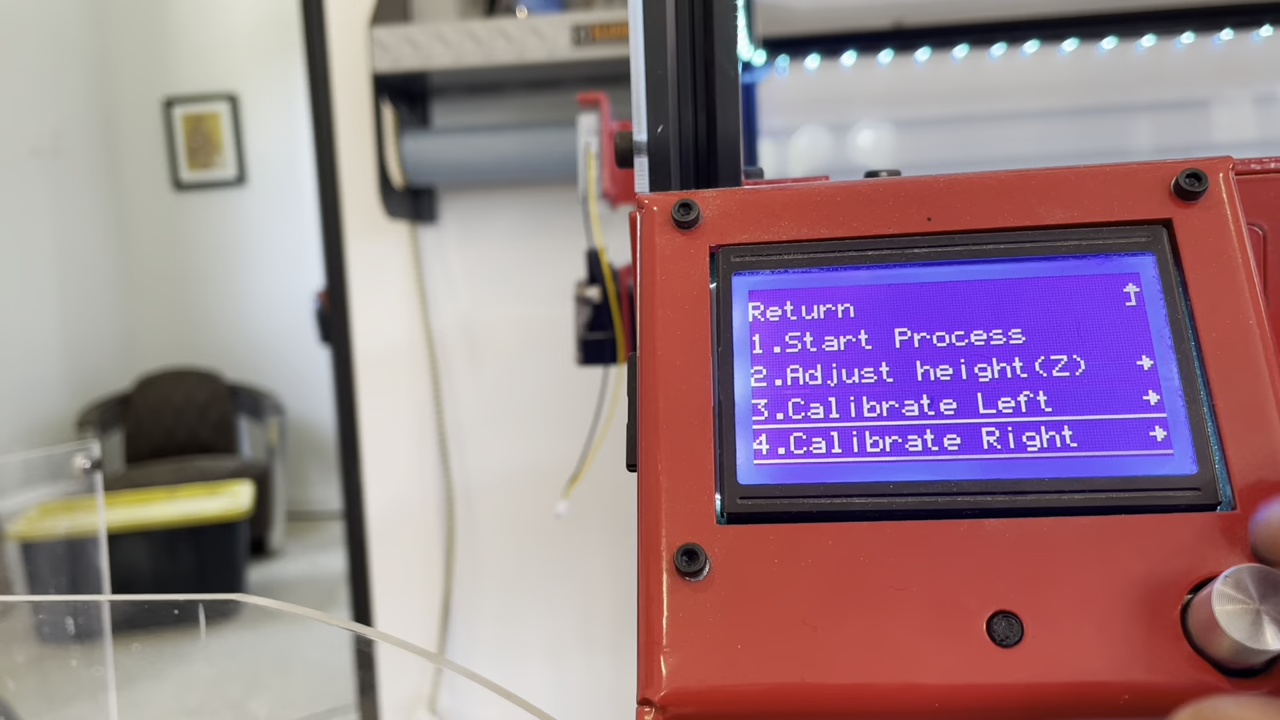 Return
1.Start Process
2.Adjust height(Z)
3.Calibrate Left
4.Calibrate Right